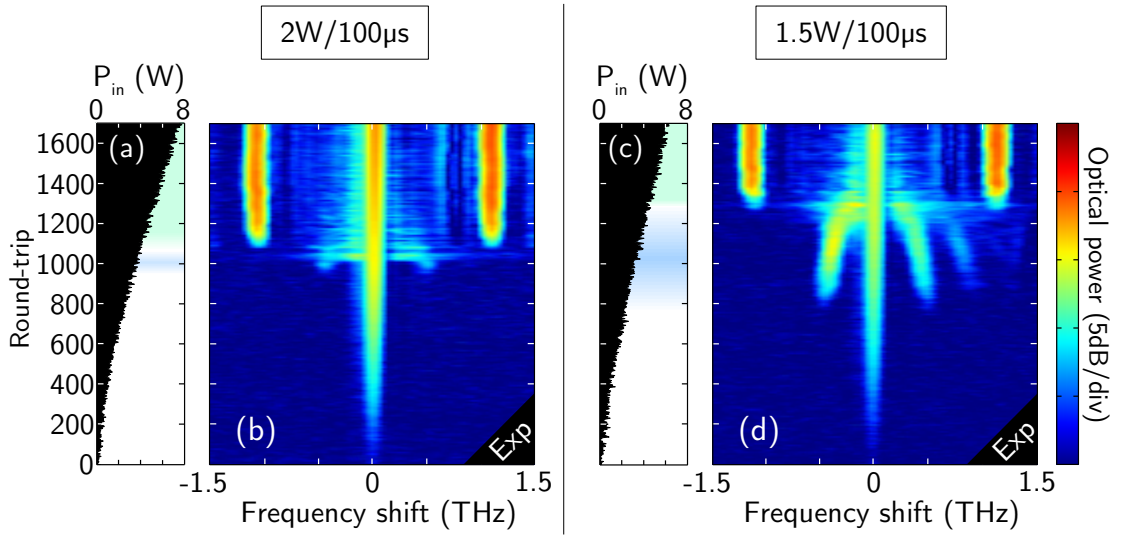 2W/100μs
1.5W/100μs
P_in (W)
0 8
P_in (W)
0 8
(a)
(c)
1600
1400
1200
1000
800
600
400
200
0
Round-trip
(b)
Exp
(d)
Exp
-1.5 0 1.5
-1.5 0 1.5
Frequency shift (THz)
Frequency shift (THz)
Optical power (5dB/div)